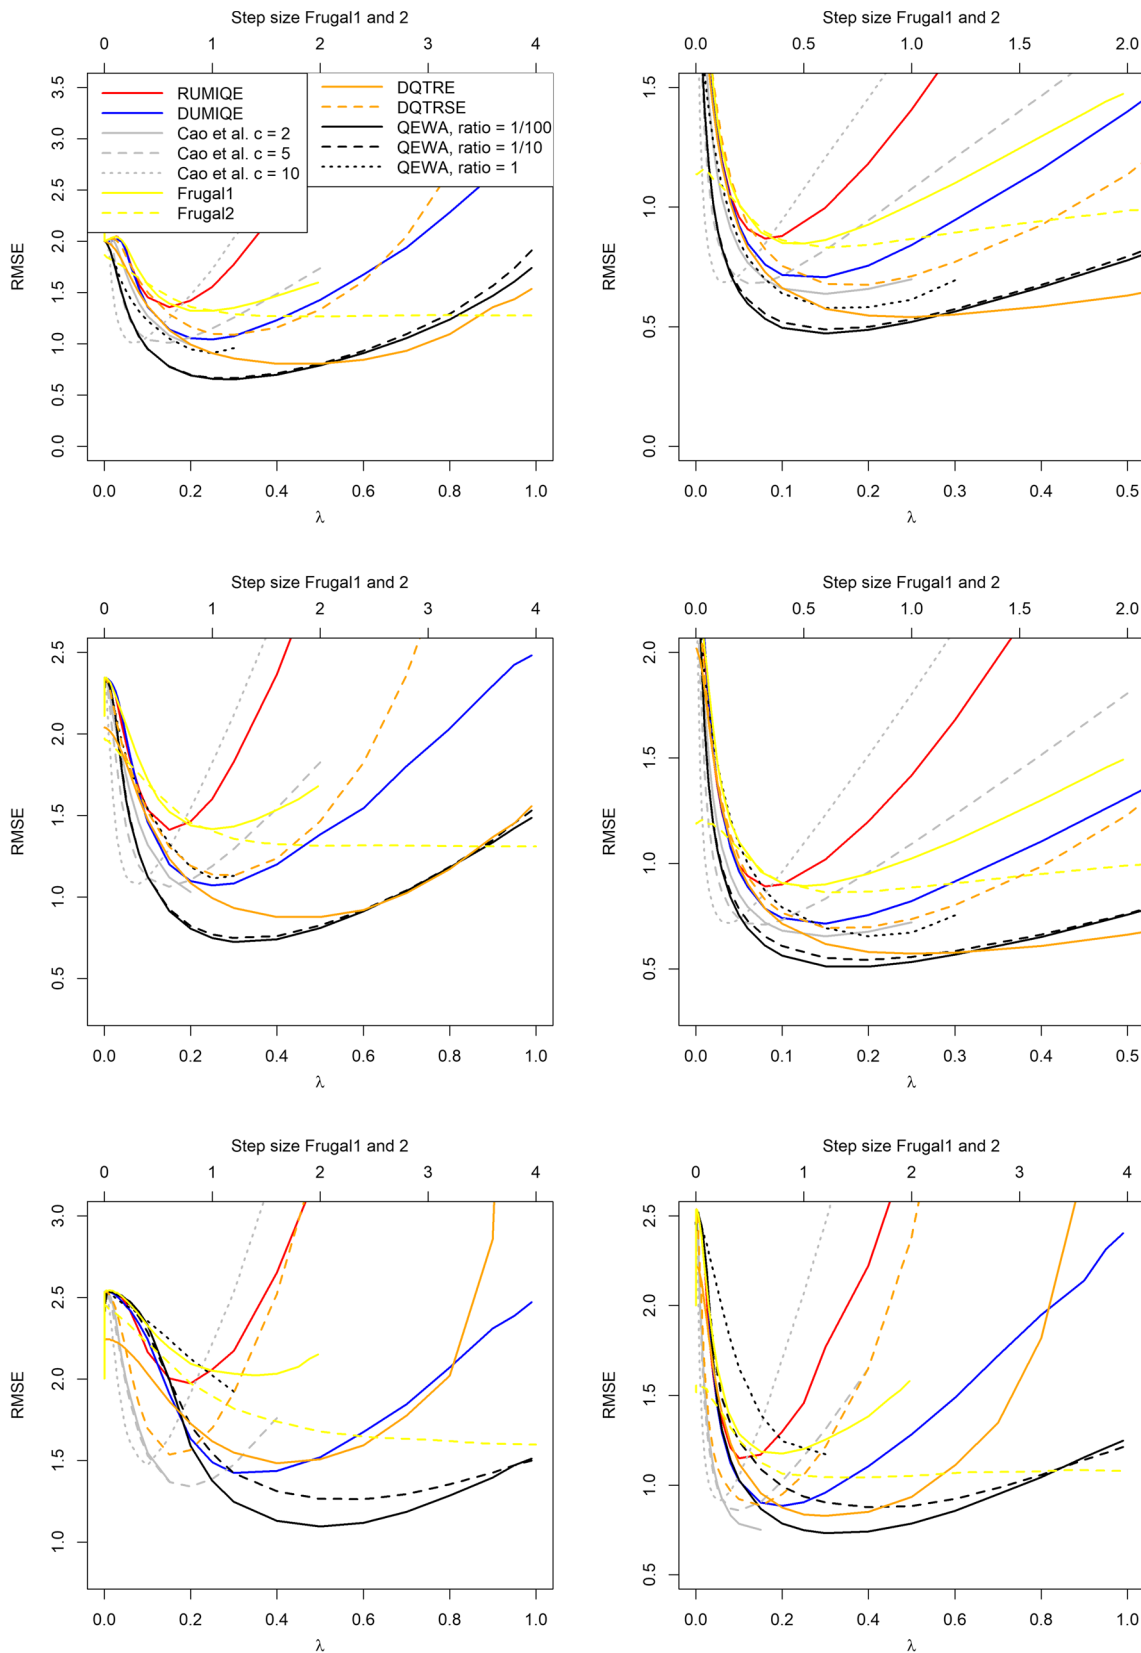 Step size Frugal1 and 2
0 1 2 3 4
RMSE
3.5
3.0
2.5
2.0
1.5
1.0
0.5
0.0
RUMIQE
DUMIQE
Cao et al. c = 2
Cao et al. c = 5
Cao et al. c = 10
Frugal1
Frugal2
DQTRE
DQTRSE
QEWA, ratio = 1/100
QEWA, ratio = 1/10
QEWA, ratio = 1
0.0 0.2 0.4 0.6 0.8 1.0
λ
Step size Frugal1 and 2
0.0 0.5 1.0 1.5 2.0
RMSE
1.5
1.0
0.5
0.0
0.0 0.1 0.2 0.3 0.4 0.5
λ
Step size Frugal1 and 2
0 1 2 3 4
RMSE
2.5
2.0
1.5
1.0
0.5
0.0 0.2 0.4 0.6 0.8 1.0
λ
Step size Frugal1 and 2
0.0 0.5 1.0 1.5 2.0
RMSE
2.0
1.5
1.0
0.5
0.0 0.1 0.2 0.3 0.4 0.5
λ
Step size Frugal1 and 2
0 1 2 3 4
RMSE
3.0
2.5
2.0
1.5
1.0
0.0 0.2 0.4 0.6 0.8 1.0
λ
Step size Frugal1 and 2
0 1 2 3 4
RMSE
2.5
2.0
1.5
1.0
0.5
0.0 0.2 0.4 0.6 0.8 1.0
λ